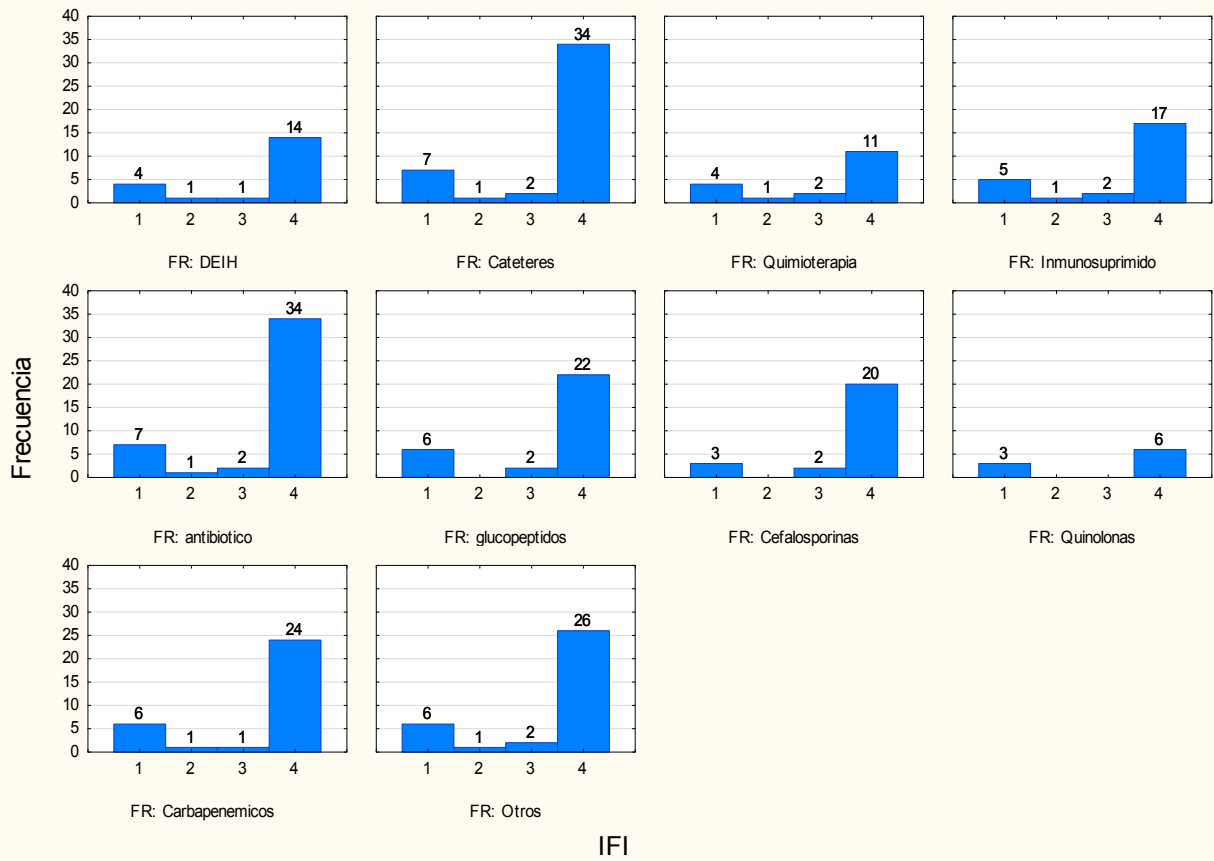 40
35
30
25
20
15
10
5
0
4 1 1 14
1 2 3 4
FR: DEIH
7 1 2 34
1 2 3 4
FR: Cateteres
4 1 2 11
1 2 3 4
FR: Quimioterapia
5 1 2 17
1 2 3 4
FR: Inmunosuprimido
Frecuencia
40
35
30
25
20
15
10
5
0
7 1 2 34
1 2 3 4
FR: antibiotico
6 2 22
1 2 3 4
FR: glucopeptidos
3 2 20
1 2 3 4
FR: Cefalosporinas
3 6
1 2 3 4
FR: Quinolonas
40
35
30
25
20
15
10
5
0
6 1 1 24
1 2 3 4
FR: Carbapenemicos
6 1 2 26
1 2 3 4
FR: Otros
IFI